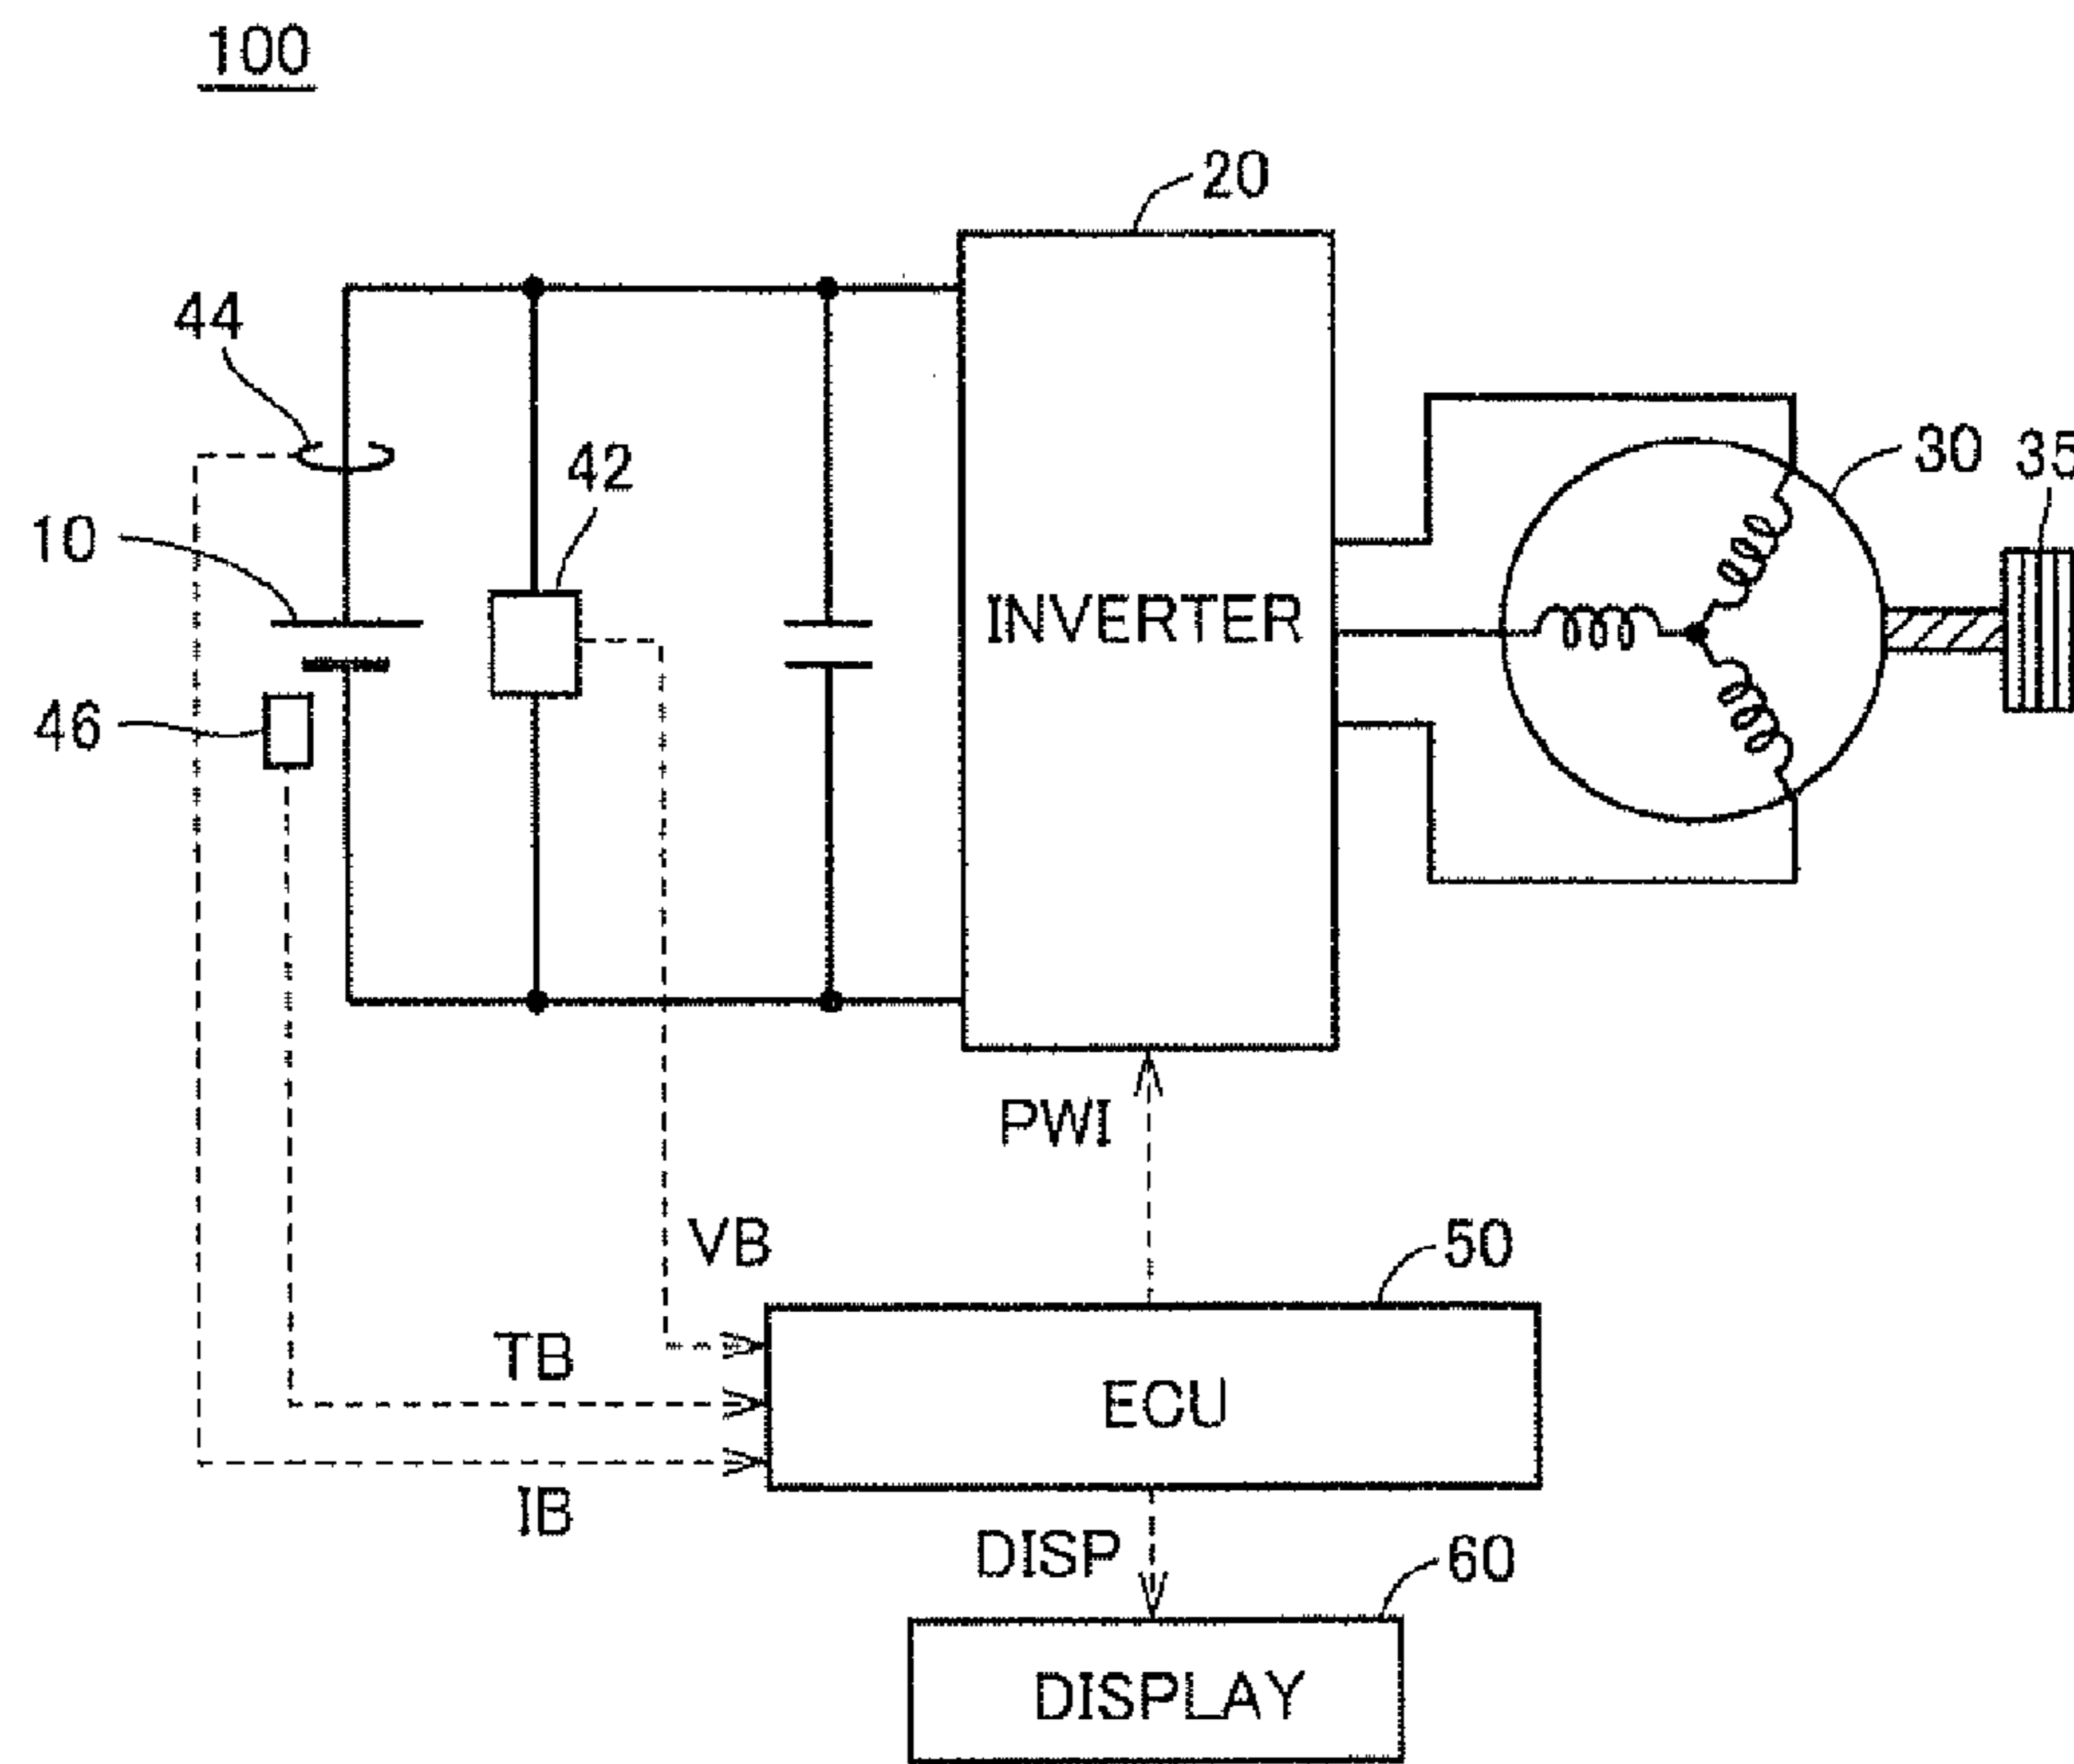 100
20
44
42
30 35
10
INVERTER
46
PWI
VB
50
TB
ECU
IB
DISP
60
DISPLAY